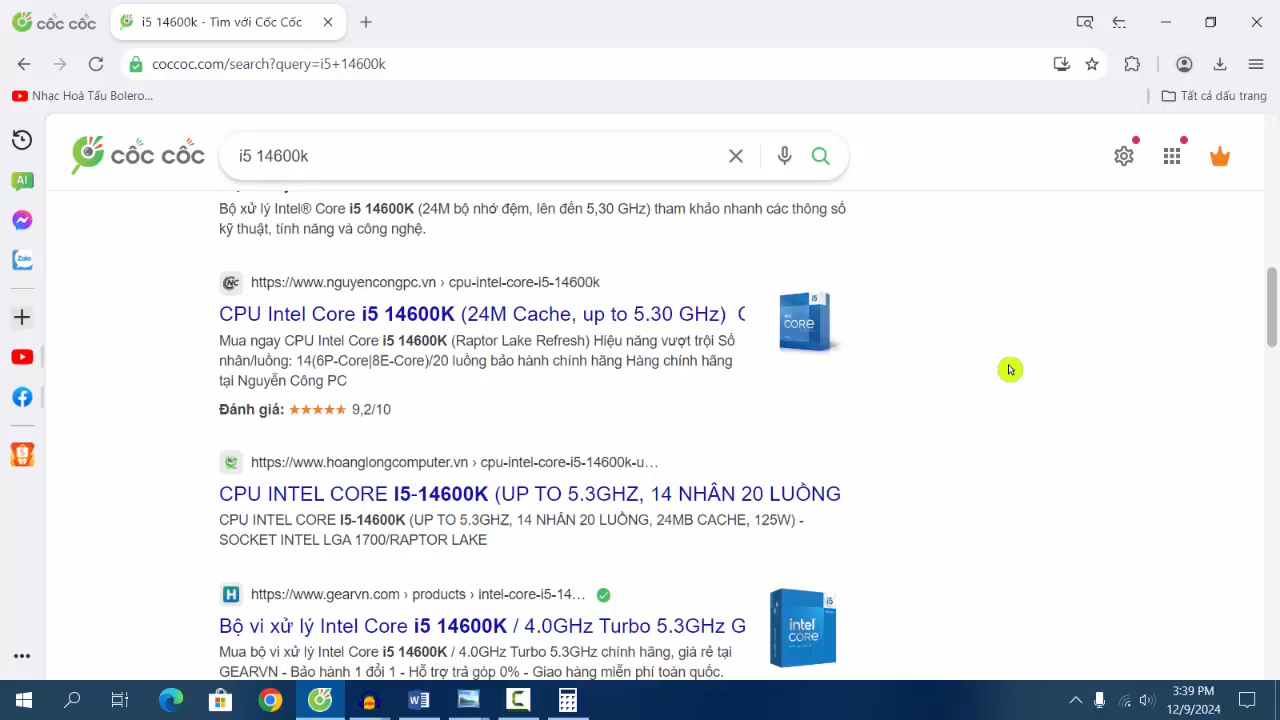 cốc cốc
i5 14600k - Tìm với Cốc Cốc
coccoc.com/search?query=i5+14600k
Nhạc Hoà Tấu Bolero...
Tất cả dấu trang
cốc cốc
i5 14600k
AI
Zalo
Bộ xử lý Intel® Core i5 14600K (24M bộ nhớ đệm, lên đến 5,30 GHz) tham khảo nhanh các thông số
kỹ thuật, tính năng và công nghệ.
https://www.nguyencongpc.vn › cpu-intel-core-i5-14600k
CPU Intel Core i5 14600K (24M Cache, up to 5.30 GHz)
Mua ngay CPU Intel Core i5 14600K (Raptor Lake Refresh) Hiệu năng vượt trội Số
nhân/luồng: 14(6P-Core|8E-Core)/20 luồng bảo hành chính hãng Hàng chính hãng
tại Nguyễn Công PC
Đánh giá: ★★★★★ 9,2/10
i5
intel
CORE
https://www.hoanglongcomputer.vn › cpu-intel-core-i5-14600k-u…
CPU INTEL CORE I5-14600K (UP TO 5.3GHZ, 14 NHÂN 20 LUỒNG
CPU INTEL CORE I5-14600K (UP TO 5.3GHZ, 14 NHÂN 20 LUỒNG, 24MB CACHE, 125W) -
SOCKET INTEL LGA 1700/RAPTOR LAKE
https://www.gearvn.com › products › intel-core-i5-14…
Bộ vi xử lý Intel Core i5 14600K / 4.0GHz Turbo 5.3GHz G
Mua bộ vi xử lý Intel Core i5 14600K / 4.0GHz Turbo 5.3GHz chính hãng, giá rẻ tại
GEARVN - Bảo hành 1 đổi 1 - Hỗ trợ trả góp 0% - Giao hàng miễn phí toàn quốc.
i5
intel
CORE
3:39 PM
12/9/2024